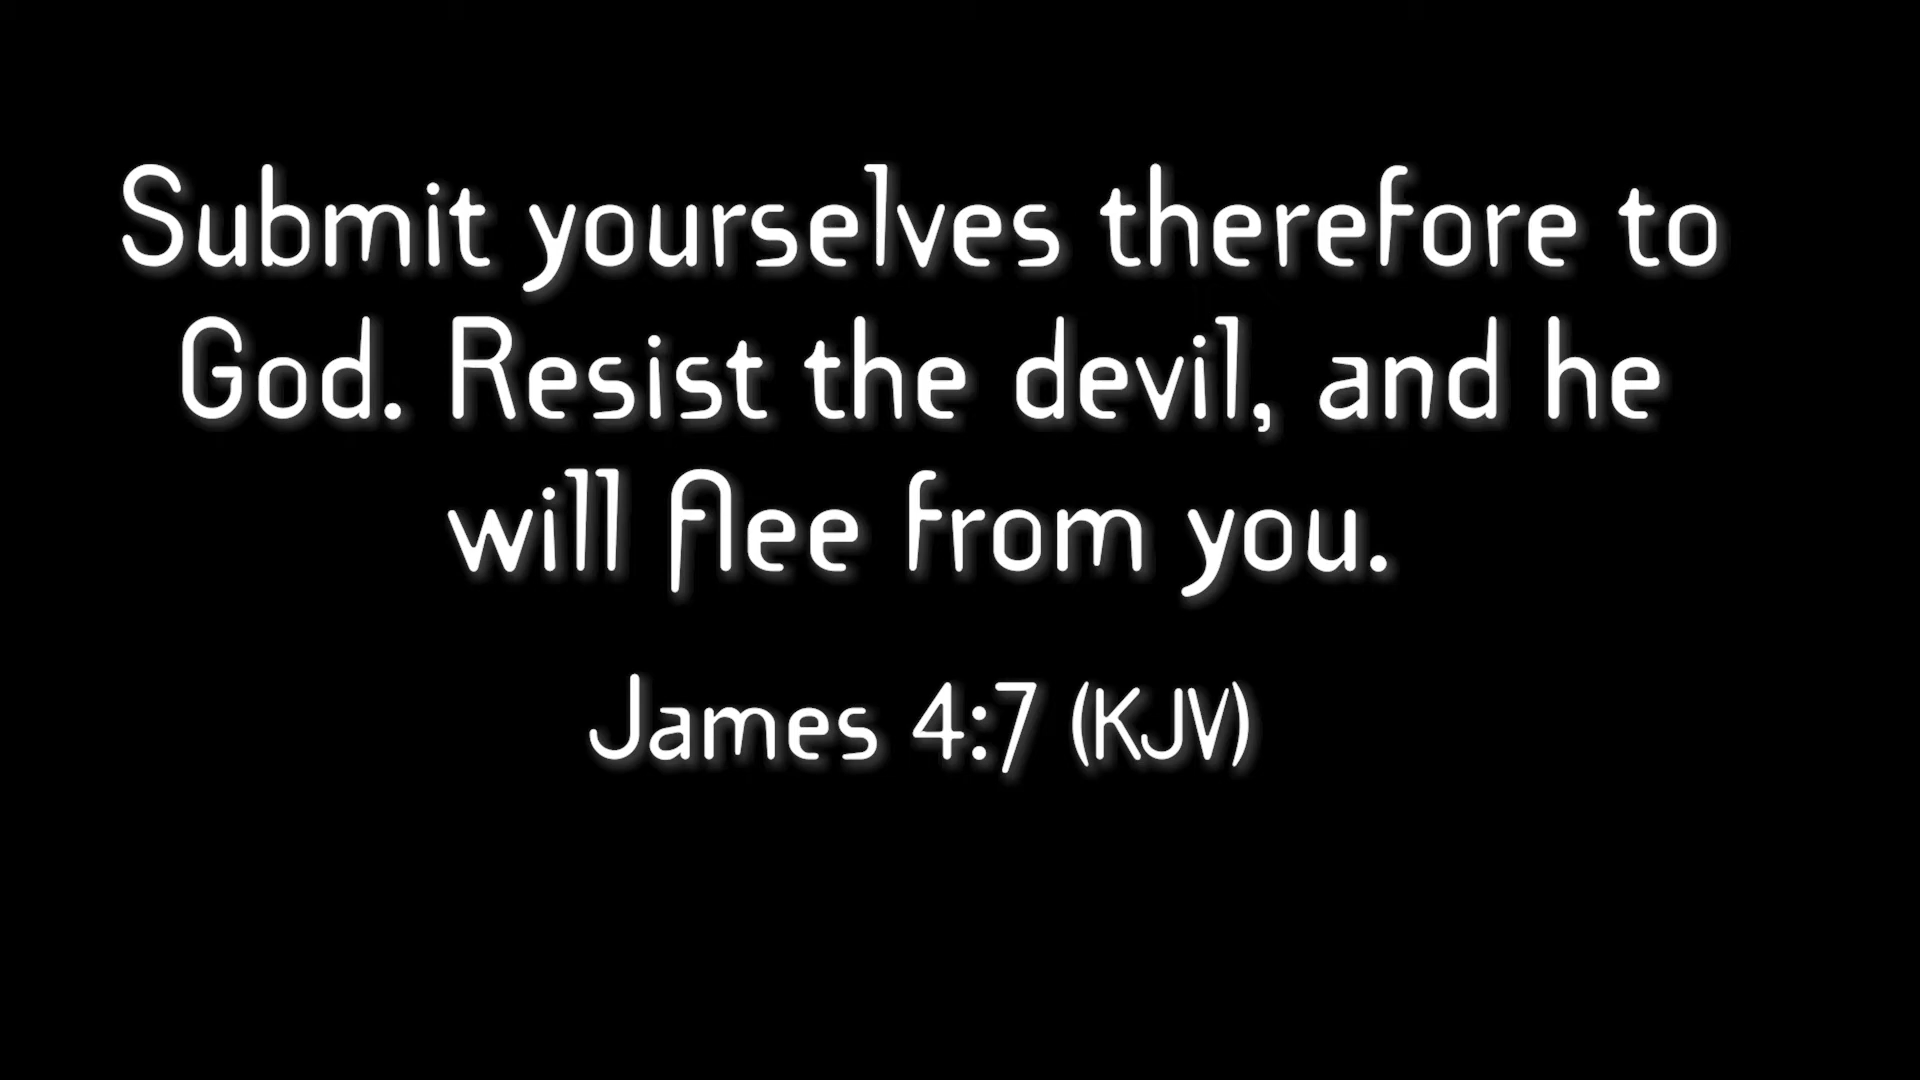 Submit yourselves therefore to
God. Resist the devil, and he
will flee from you.
James 4:7 (KJV)